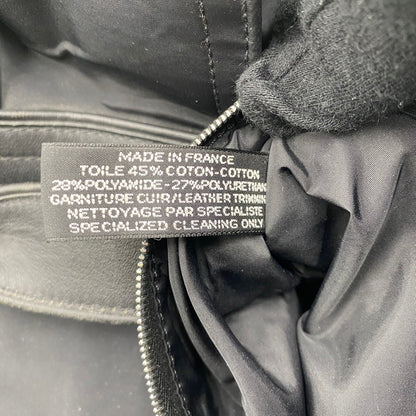 MADE IN FRANCE
TOILE 45% COTON-COTTON
28%POLYAMIDE-27%POLYURETHAN
GARNITURE CUIR/LEATHER TRIMMIN
NETTOYAGE PAR SPECIALISTE
SPECIALIZED CLEANING ONLY